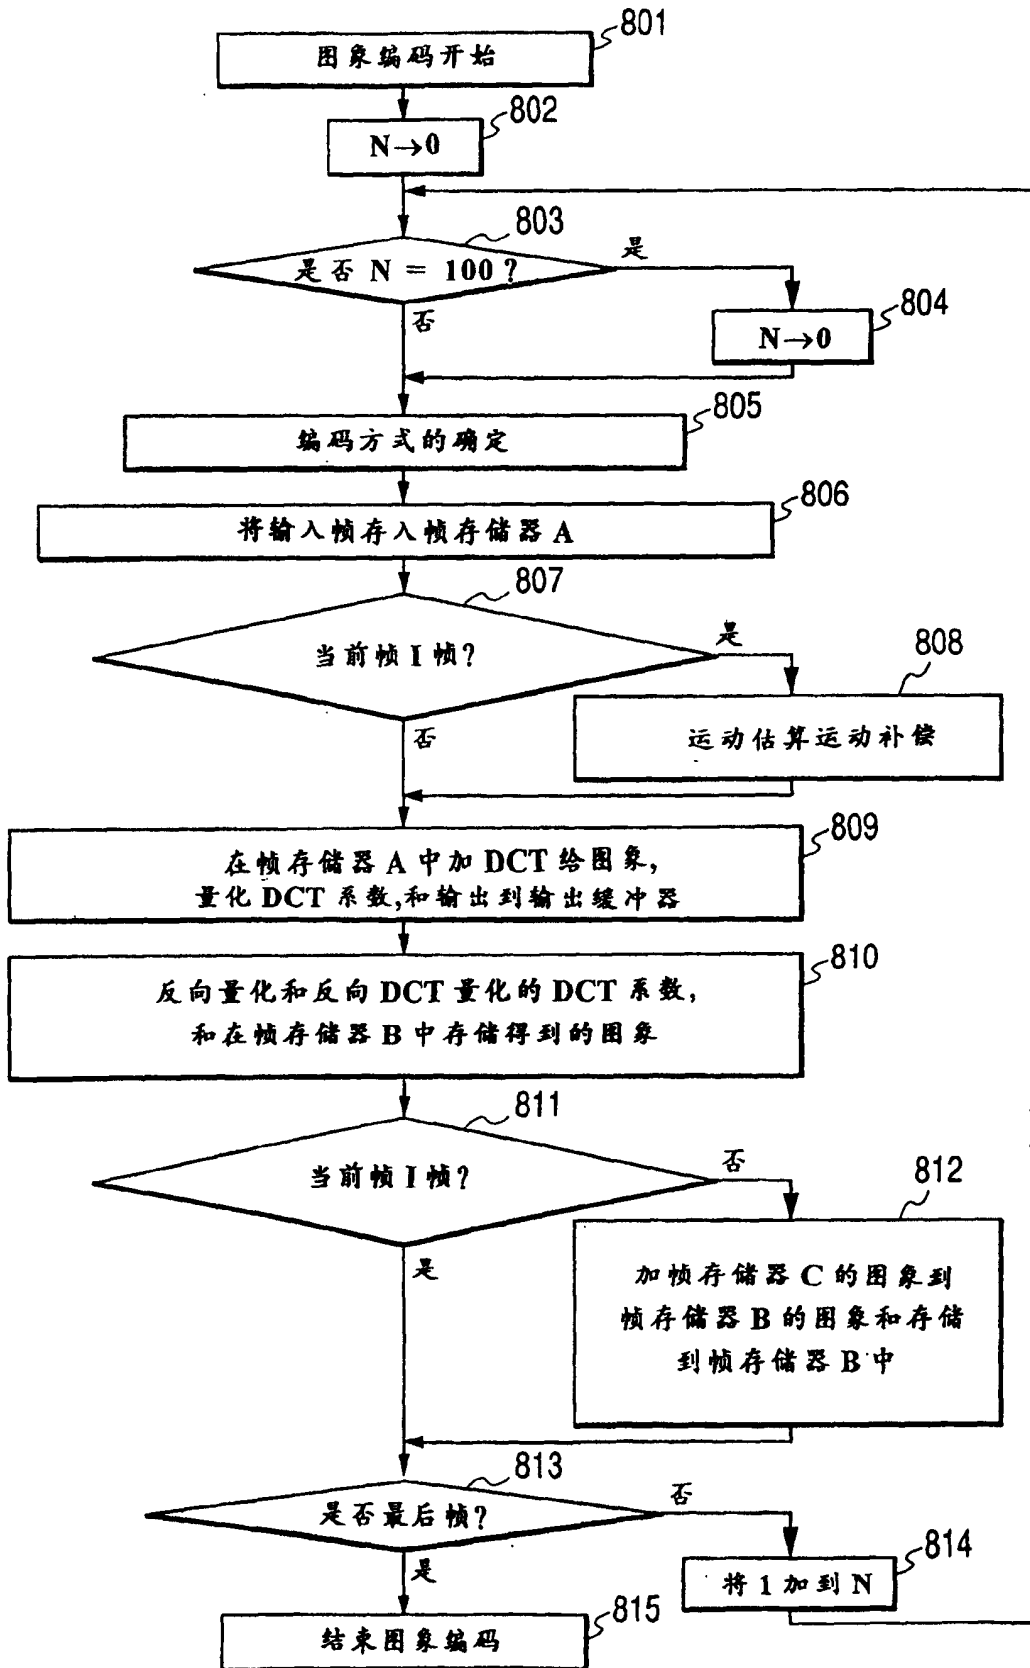 801
图象编码开始
802
N→0
803
是否 N = 100？
是
否
804
N→0
805
编码方式的确定
806
将输入帧存入帧存储器 A
807
当前帧 I 帧？
是
否
808
运动估算运动补偿
809
在帧存储器 A 中加 DCT 给图象，
量化 DCT 系数,和输出到输出缓冲器
810
反向量化和反向 DCT 量化的 DCT 系数，
和在帧存储器 B 中存储得到的图象
811
当前帧 I 帧？
否
是
812
加帧存储器 C 的图象到
帧存储器 B 的图象和存储
到帧存储器 B 中
813
是否最后帧？
否
是
814
将 1 加到 N
815
结束图象编码